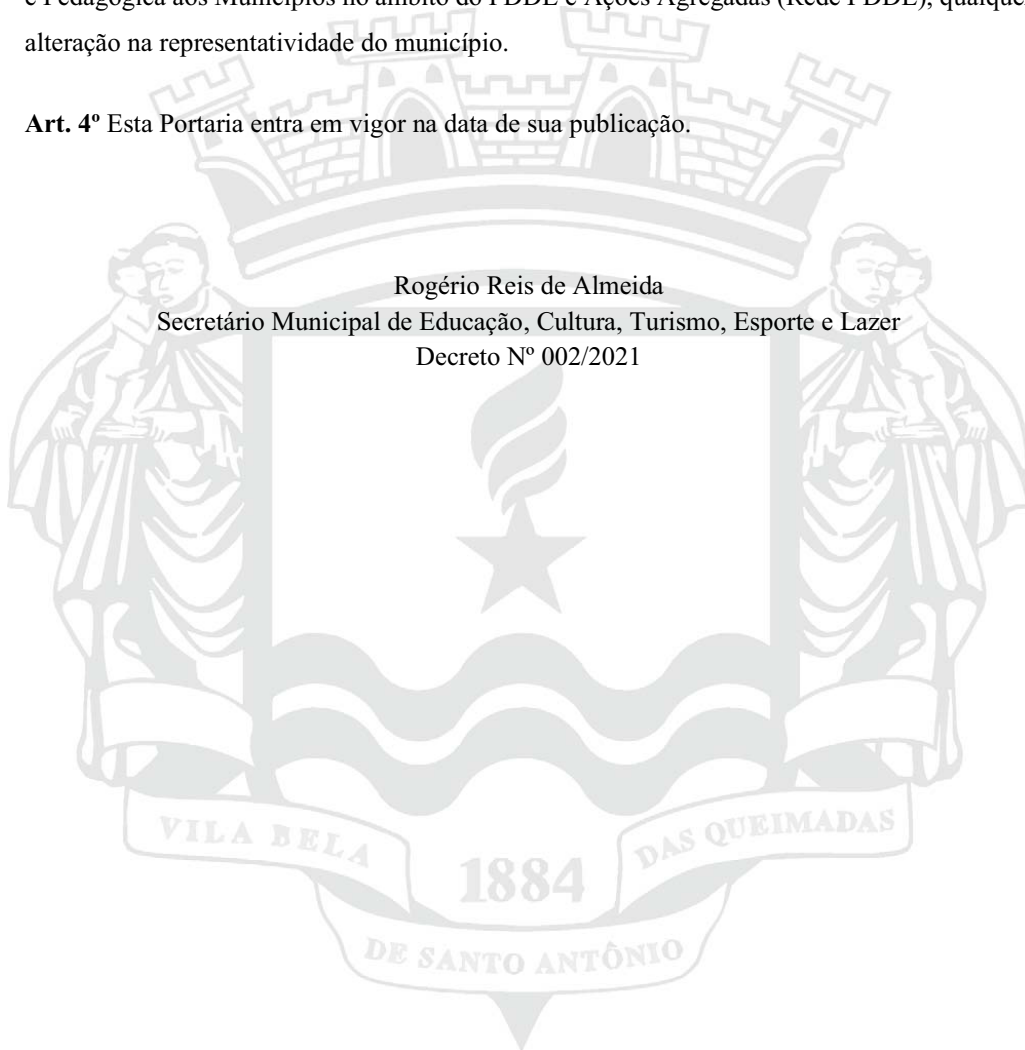 e Pedagógica aos Municípios no âmbito do PDDE e Ações Agregadas (Rede PDDE), qualquer
alteração na representatividade do município.
Art. 4º Esta Portaria entra em vigor na data de sua publicação.
Rogério Reis de Almeida
Secretário Municipal de Educação, Cultura, Turismo, Esporte e Lazer
Decreto Nº 002/2021
VILA BELA
DE SANTO ANTÔNIO
DAS QUEIMADAS
1884